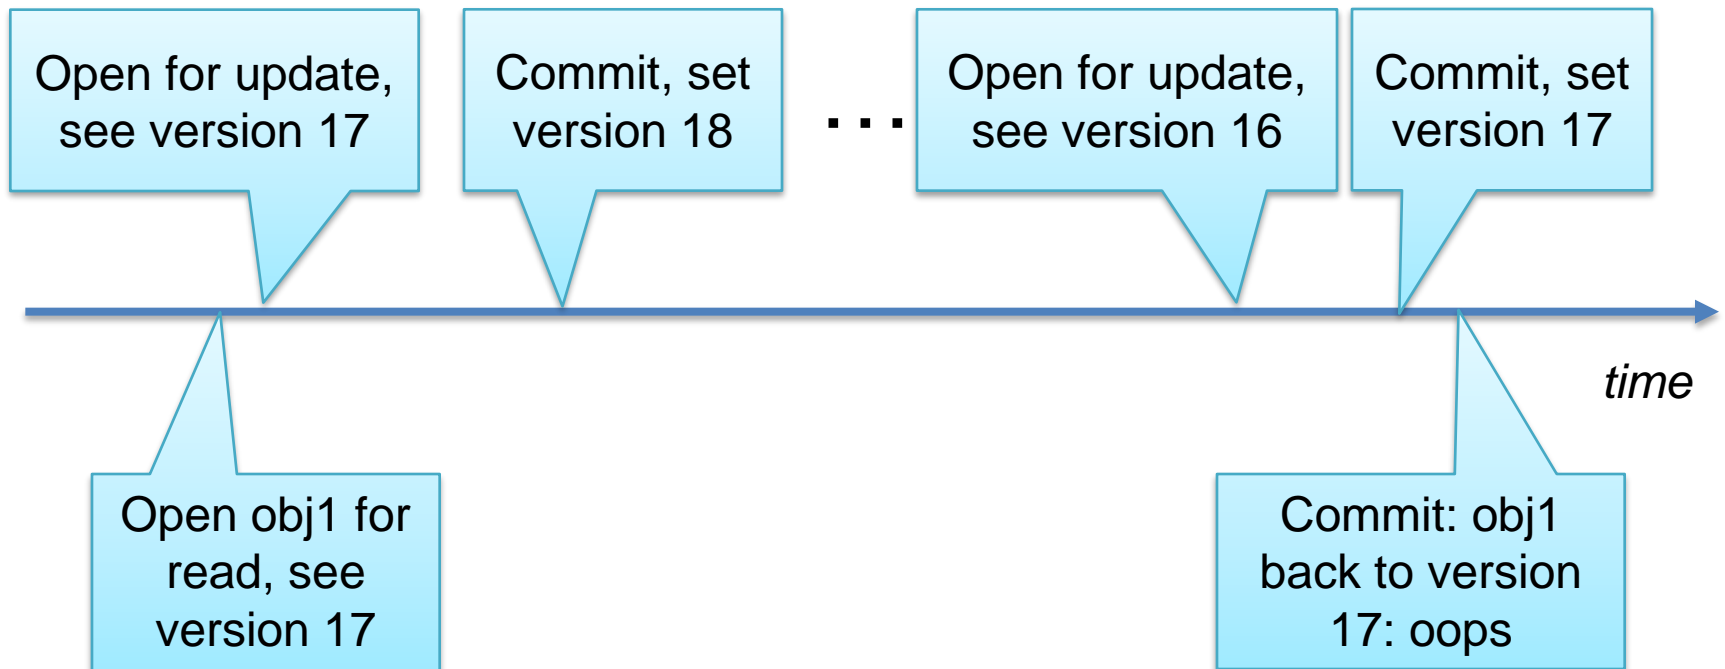 Open for update,
see version 17
Commit, set
version 18
...
Open for update,
see version 16
Commit, set
version 17
time
Open obj1 for
read, see
version 17
Commit: obj1
back to version
17: oops